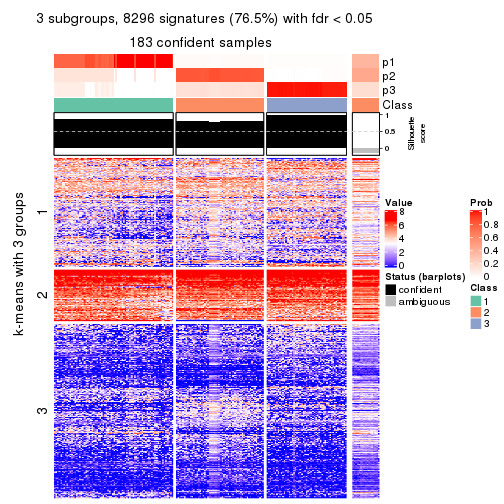 3 subgroups, 8296 signatures (76.5%) with fdr < 0.05
183 confident samples
p1
p2
p3
Class
1
0.5
0
Silhouette
score
k-means with 3 groups
1
2
3
Value
8
6
4
2
0
Prob
1
0.8
0.6
0.4
0.2
0
Status (barplots)
confident
ambiguous
Class
1
2
3